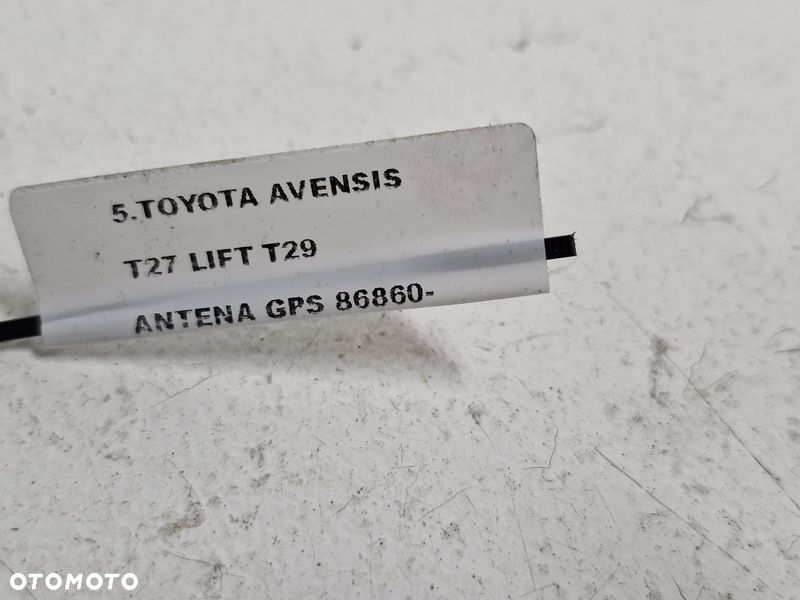 5.TOYOTA AVENSIS
T27 LIFT T29
ANTENA GPS 86860-
OTOMOTO